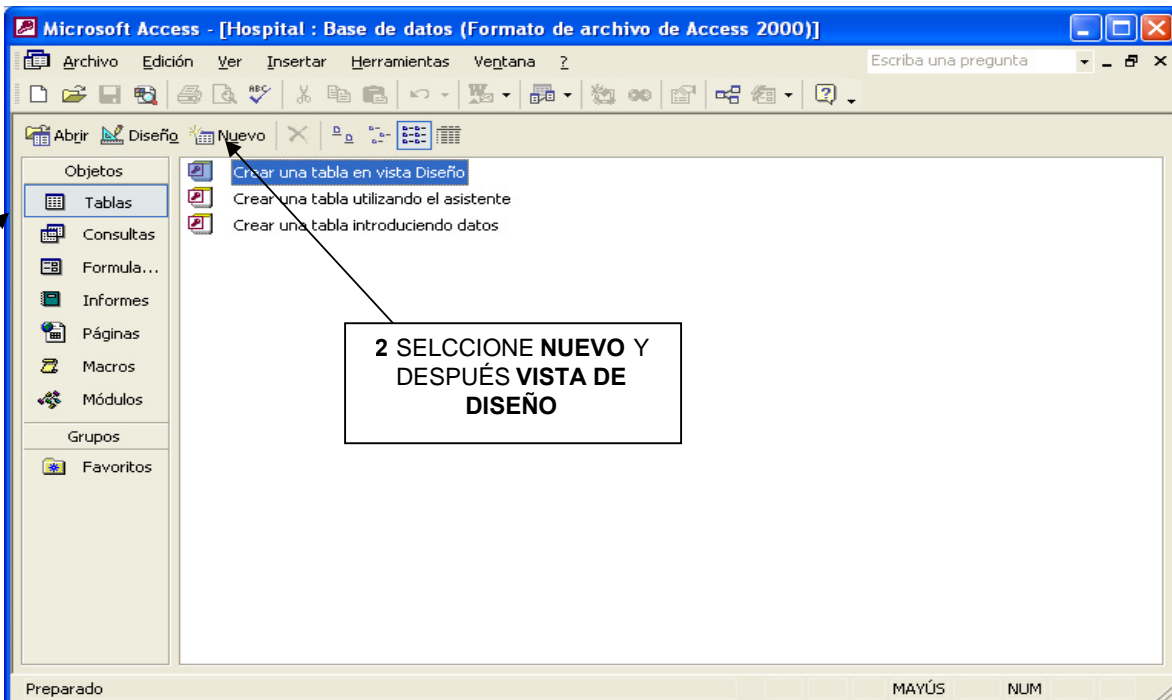 Microsoft Access - [Hospital : Base de datos (Formato de archivo de Access 2000)]
Archivo Edición Ver Insertar Herramientas Ventana ? Escriba una pregunta
ABC
Abrir Diseño Nuevo
Objetos
Tablas
Consultas
Formula...
Informes
Páginas
Macros
Módulos
Grupos
Favoritos
Crear una tabla en vista Diseño
Crear una tabla utilizando el asistente
Crear una tabla introduciendo datos
2 SELCCIONE NUEVO Y
DESPUÉS VISTA DE
DISEÑO
Preparado MAYÚS NUM